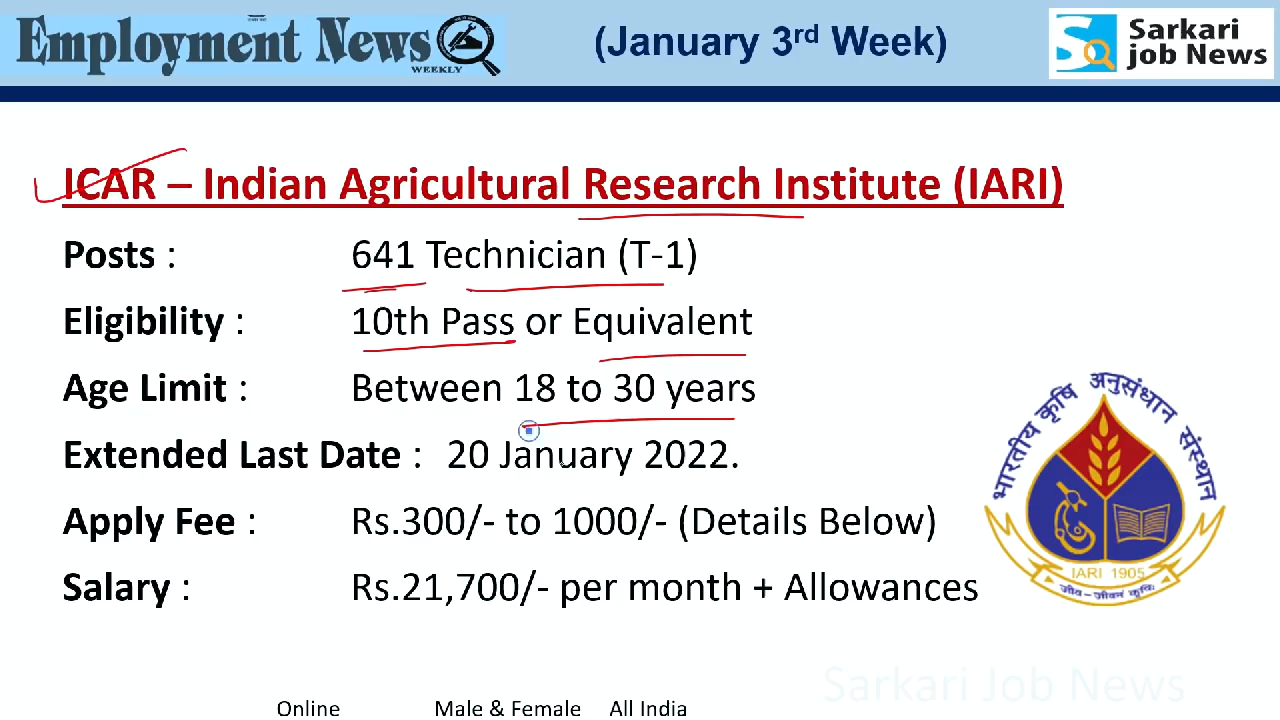 Employment News
WEEKLY
(January 3rd Week)
Sarkari
job News
ICAR – Indian Agricultural Research Institute (IARI)
Posts : 641 Technician (T-1)
Eligibility : 10th Pass or Equivalent
Age Limit : Between 18 to 30 years
Extended Last Date : 20 January 2022.
Apply Fee : Rs.300/- to 1000/- (Details Below)
Salary : Rs.21,700/- per month + Allowances
भारतीय कृषि अनुसंधान संस्थान
IARI 1905
Sarkari Job News
Online Male & Female All India